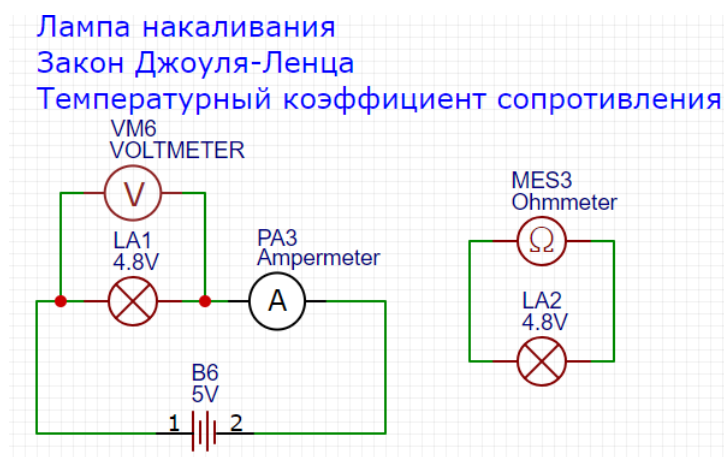 Лампа накаливания
Закон Джоуля-Ленца
Температурный коэффициент сопротивления
VM6
VOLTMETER
V
LA1
4.8V
PA3
Ampermeter
A
B6
5V
1 2
MES3
Ohmmeter
Ω
LA2
4.8V